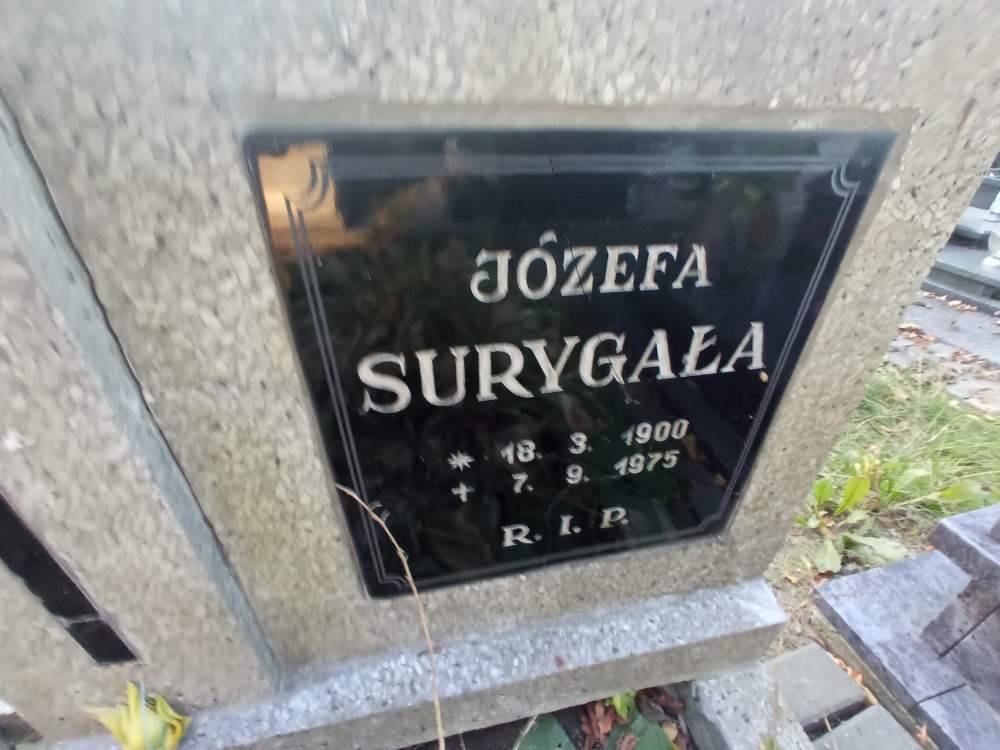 JÓZEFA
SURYGAŁA
* 18. 3. 1900
+ 7. 9. 1975
R. I. P.